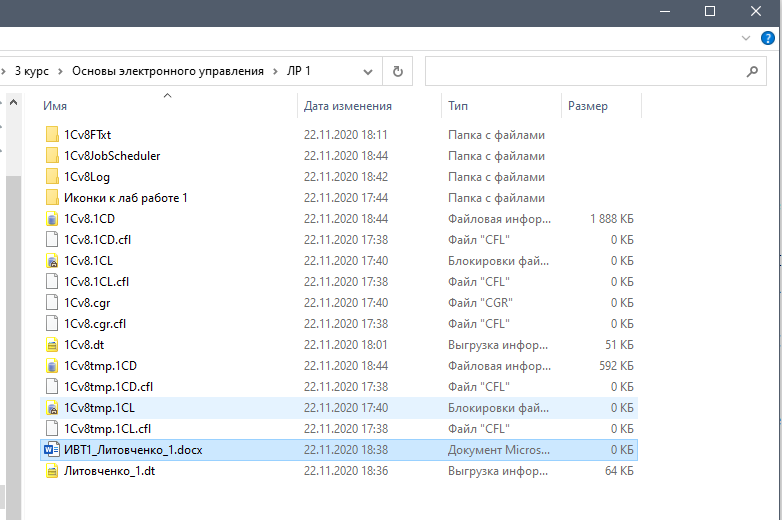 3 курс > Основы электронного управления > ЛР 1
Имя Дата изменения Тип Размер
1Cv8FTxt 22.11.2020 18:11 Папка с файлами
1Cv8JobScheduler 22.11.2020 18:44 Папка с файлами
1Cv8Log 22.11.2020 18:42 Папка с файлами
Иконки к лаб работе 1 22.11.2020 17:44 Папка с файлами
1Cv8.1CD 22.11.2020 18:44 Файловая инфор... 1 888 КБ
1Cv8.1CD.cfl 22.11.2020 17:38 Файл "CFL" 0 КБ
1Cv8.1CL 22.11.2020 17:40 Блокировки фай... 0 КБ
1Cv8.1CL.cfl 22.11.2020 17:38 Файл "CFL" 0 КБ
1Cv8.cgr 22.11.2020 17:40 Файл "CGR" 0 КБ
1Cv8.cgr.cfl 22.11.2020 17:38 Файл "CFL" 0 КБ
1Cv8.dt 22.11.2020 18:01 Выгрузка инфор... 51 КБ
1Cv8tmp.1CD 22.11.2020 18:44 Файловая инфор... 592 КБ
1Cv8tmp.1CD.cfl 22.11.2020 17:38 Файл "CFL" 0 КБ
1Cv8tmp.1CL 22.11.2020 17:40 Блокировки фай... 0 КБ
1Cv8tmp.1CL.cfl 22.11.2020 17:38 Файл "CFL" 0 КБ
ИВТ1_Литовченко_1.docx 22.11.2020 18:38 Документ Micros... 0 КБ
Литовченко_1.dt 22.11.2020 18:36 Выгрузка инфор... 64 КБ